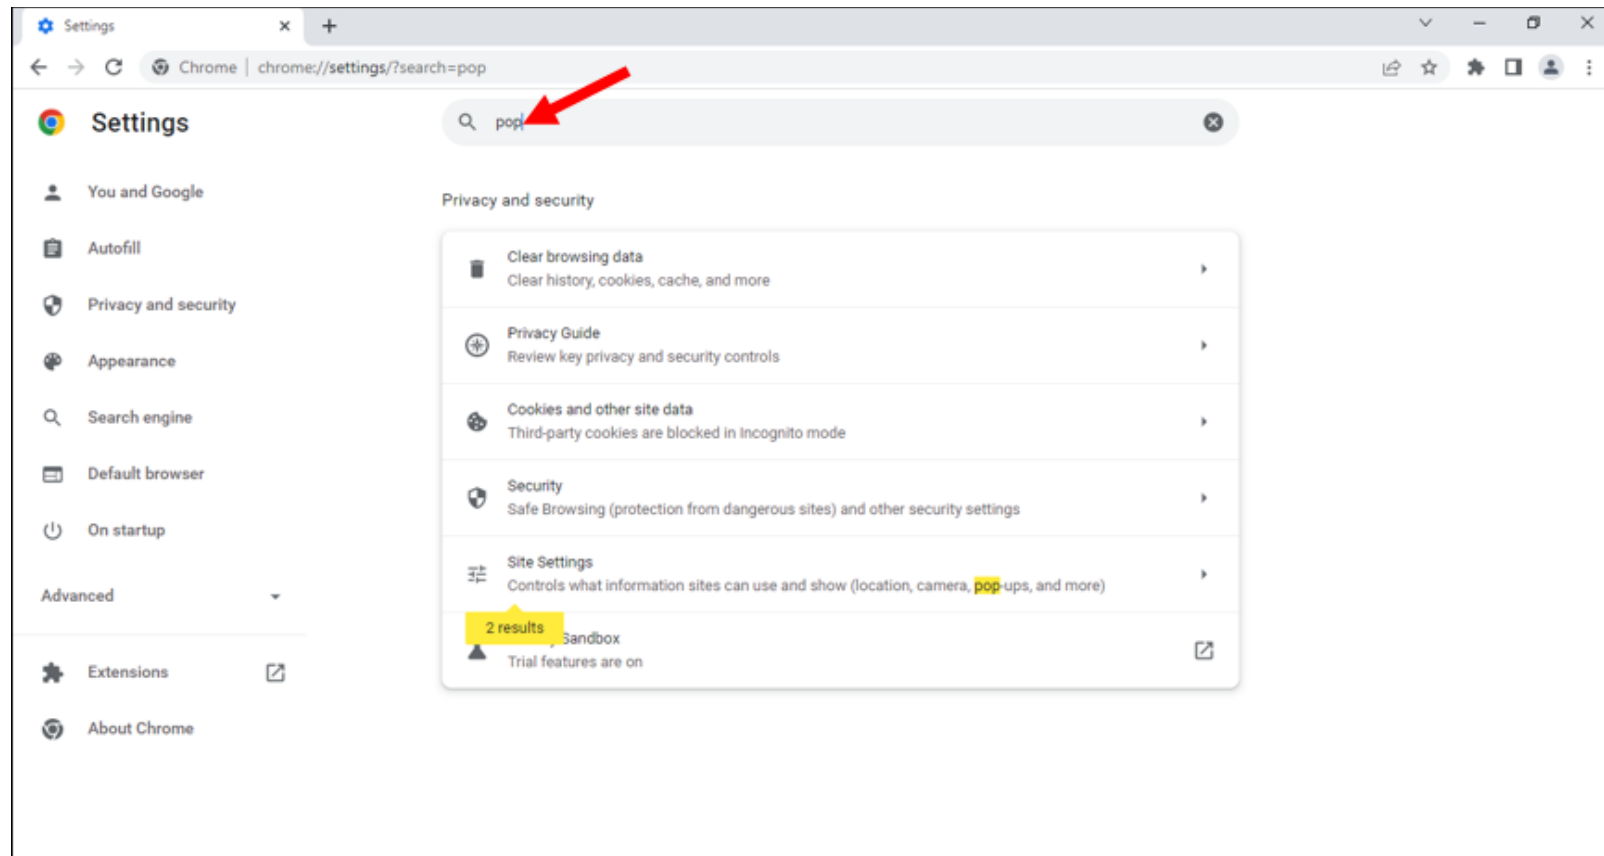 Settings
Chrome | chrome://settings/?search=pop
Settings
pop
You and Google
Autofill
Privacy and security
Appearance
Search engine
Default browser
On startup
Advanced
Extensions
About Chrome
Privacy and security
Clear browsing data
Clear history, cookies, cache, and more
Privacy Guide
Review key privacy and security controls
Cookies and other site data
Third-party cookies are blocked in Incognito mode
Security
Safe Browsing (protection from dangerous sites) and other security settings
Site Settings
Controls what information sites can use and show (location, camera, pop-ups, and more)
2 results
Sandbox
Trial features are on